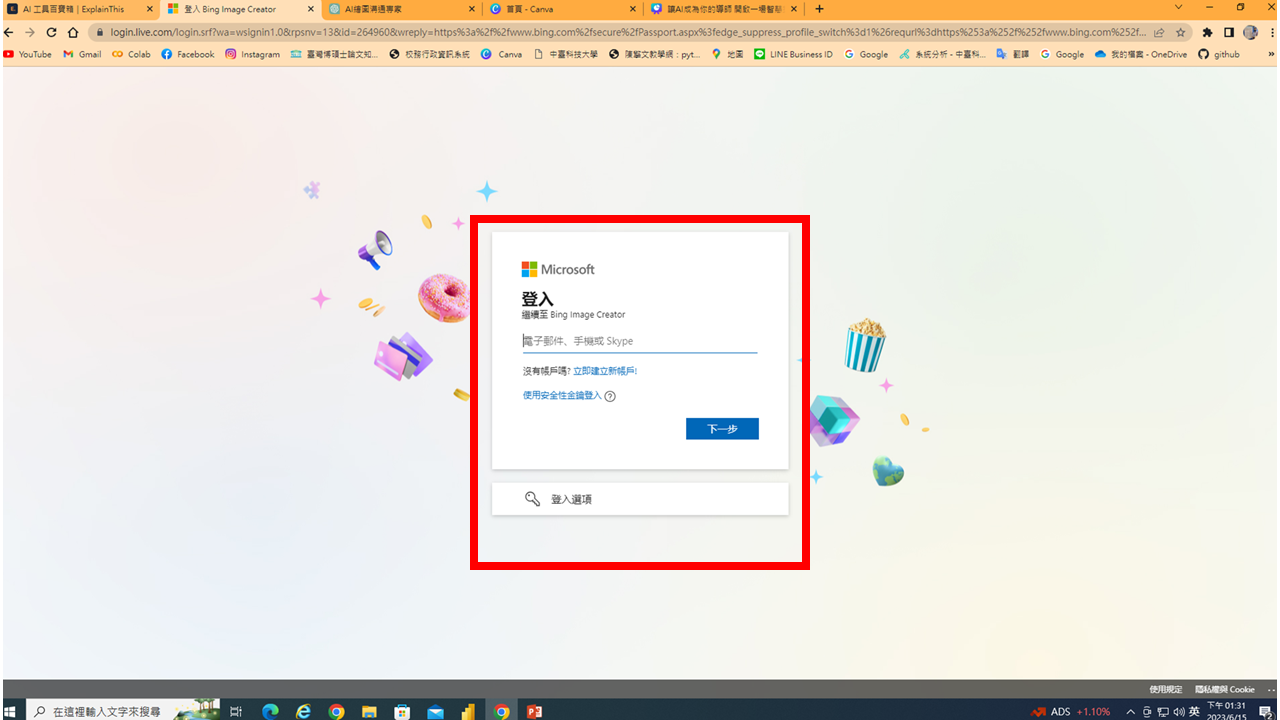 AI 工具百寶箱 | ExplainThis
登入 Bing Image Creator
AI繪圖溝通專家
首頁 - Canva
讓AI成為你的導師 開啟一場智慧
login.live.com/login.srf?wa=wsignin1.0&rpsnv=13&id=264960&wreply=https%3a%2f%2fwww.bing.com%2fsecure%2fPassport.aspx%3fedge_suppress_profile_switch%3d1%26requrl%3dhttps%253a%252f%252fwww.bing.com%252f...
YouTube
Gmail
Colab
Facebook
Instagram
臺灣博碩士論文知...
校務行政資訊系統
Canva
中臺科技大學
教學網：pyt...
地圖
LINE Business ID
Google
系統分析 - 中臺科...
翻譯
Google
我的檔案 - OneDrive
github
Microsoft
登入
繼續至 Bing Image Creator
電子郵件、手機或 Skype
沒有帳戶嗎? 立即建立新帳戶!
使用安全性金鑰登入
下一步
登入選項
使用規定
隱私權與 Cookie
...
在這裡輸入文字來搜尋
ADS +1.10%
英
下午 01:31
2023/6/15